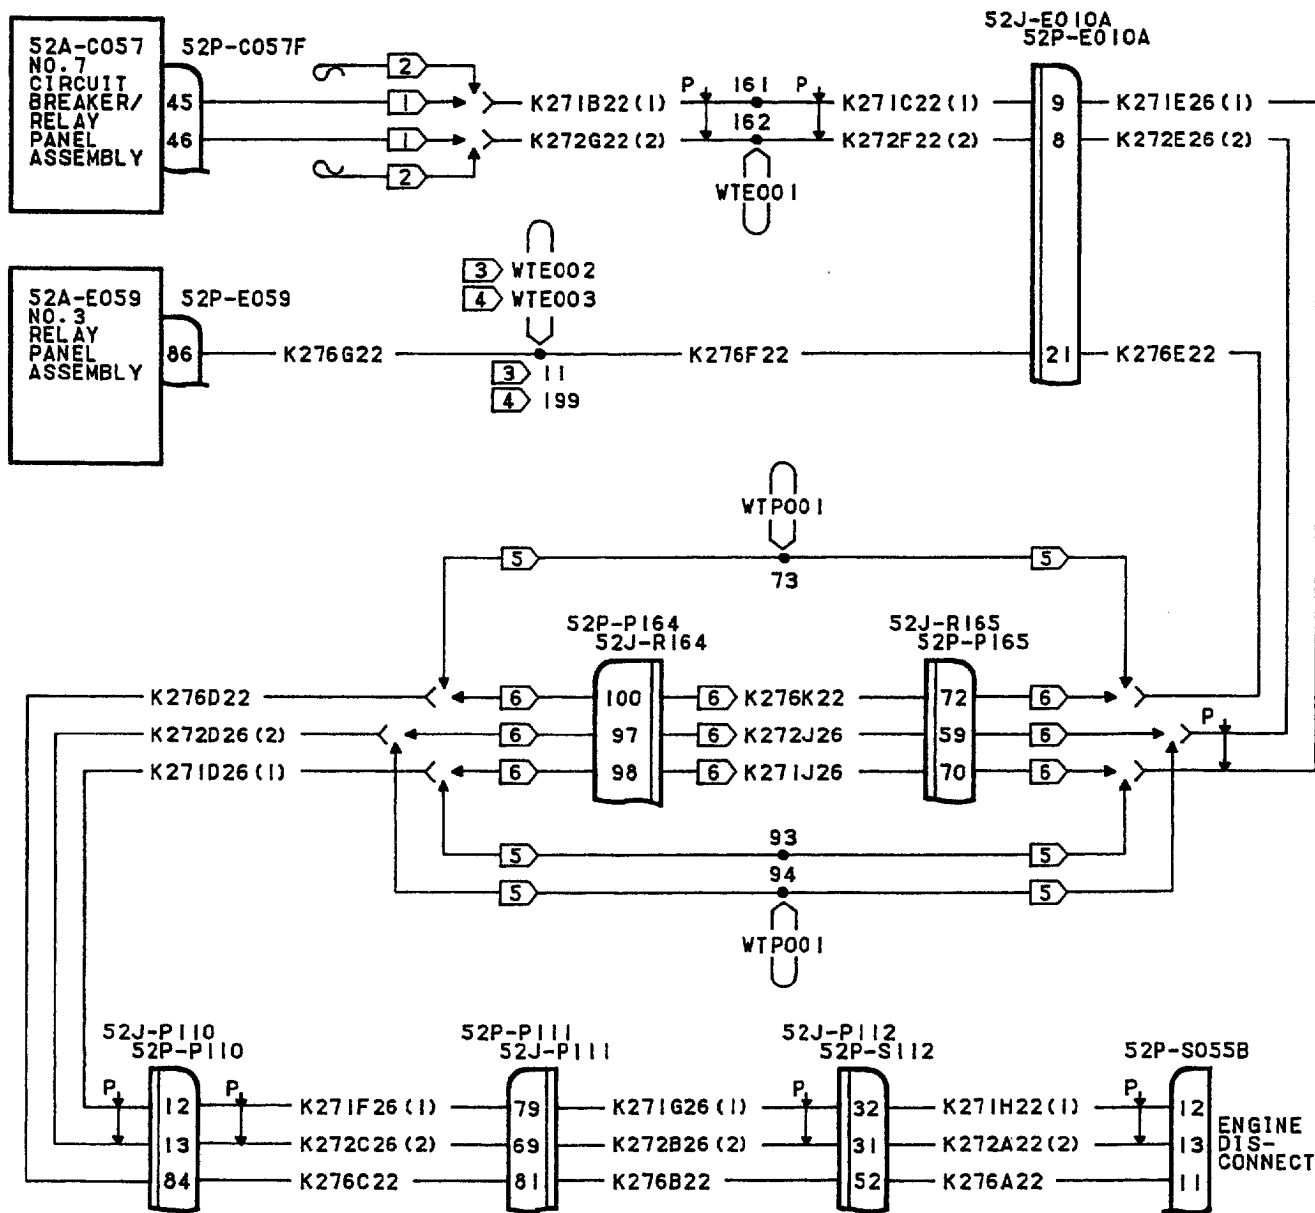 52J-E010A
52P-E010A
52A-C057
NO.7
CIRCUIT
BREAKER/
RELAY
PANEL
ASSEMBLY
52P-C057F
2
45 1 K271B22(1) P 161 P K271C22(1) 9 K271E26(1)
46 1 K272G22(2) 162 K272F22(2) 8 K272E26(2)
2
WTE001
52A-E059
NO.3
RELAY
PANEL
ASSEMBLY
52P-E059
3 WTE002
4 WTE003
86 K276G22 K276F22 21 K276E22
3 11
4 199
WTP001
5 5
73
52P-P164
52J-R164
52J-R165
52P-P165
K276D22 6 100 6 K276K22 72 6
K272D26(2) 6 97 6 K272J26 59 6 P
K271D26(1) 6 98 6 K271J26 70 6
93
5 5
94
5 5
WTP001
52J-P110
52P-P110
52P-P111
52J-P111
52J-P112
52P-S112
52P-S055B
P 12 P K271F26(1) 79 K271G26(1) P 32 K271H22(1) P 12
13 K272C26(2) 69 K272B26(2) 31 K272A22(2) 13
84 K276C22 81 K276B22 52 K276A22 11
ENGINE
DIS-
CONNECT